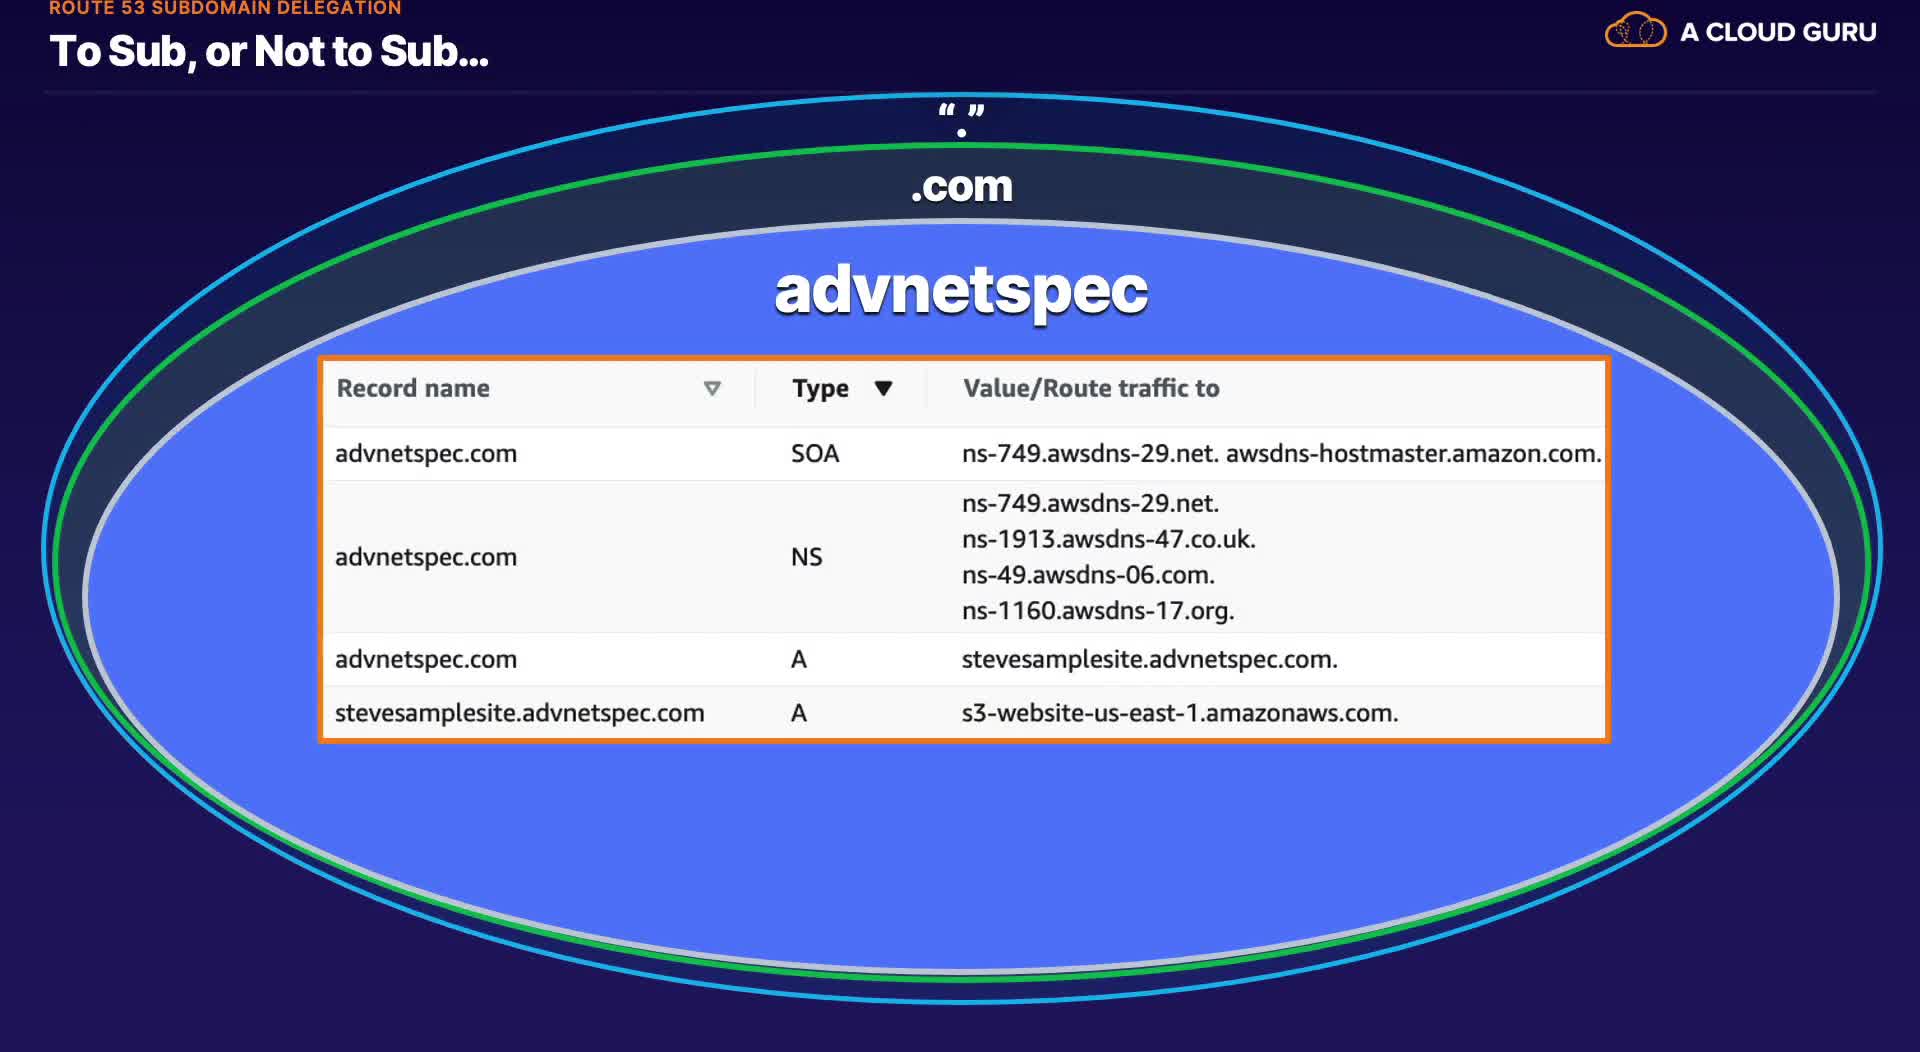 ROUTE 53 SUBDOMAIN DELEGATION
To Sub, or Not to Sub...
A CLOUD GURU
“.”
.com
advnetspec
Record name Type Value/Route traffic to
advnetspec.com SOA ns-749.awsdns-29.net. awsdns-hostmaster.amazon.com.
ns-749.awsdns-29.net.
ns-1913.awsdns-47.co.uk.
advnetspec.com NS
ns-49.awsdns-06.com.
ns-1160.awsdns-17.org.
advnetspec.com A stevesamplesite.advnetspec.com.
stevesamplesite.advnetspec.com A s3-website-us-east-1.amazonaws.com.